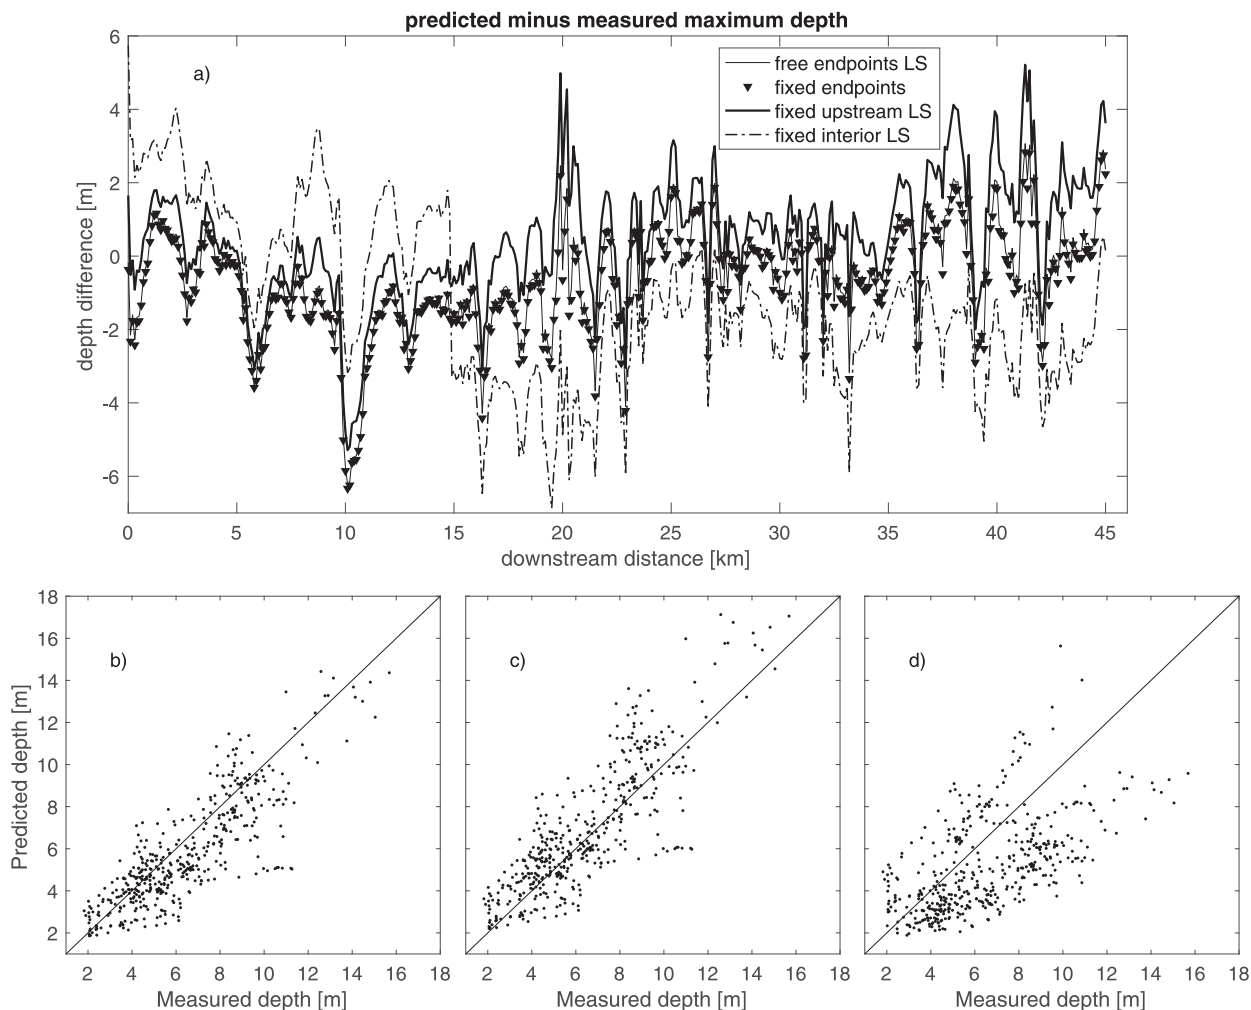 predicted minus measured maximum depth
6
4
2
0
-2
-4
-6
depth difference [m]
a)
free endpoints LS
fixed endpoints
fixed upstream LS
fixed interior LS
0 5 10 15 20 25 30 35 40 45
downstream distance [km]
18
16
14
12
10
8
6
4
2
Predicted depth [m]
b)
2 4 6 8 10 12 14 16 18
Measured depth [m]
c)
2 4 6 8 10 12 14 16 18
Measured depth [m]
d)
2 4 6 8 10 12 14 16 18
Measured depth [m]